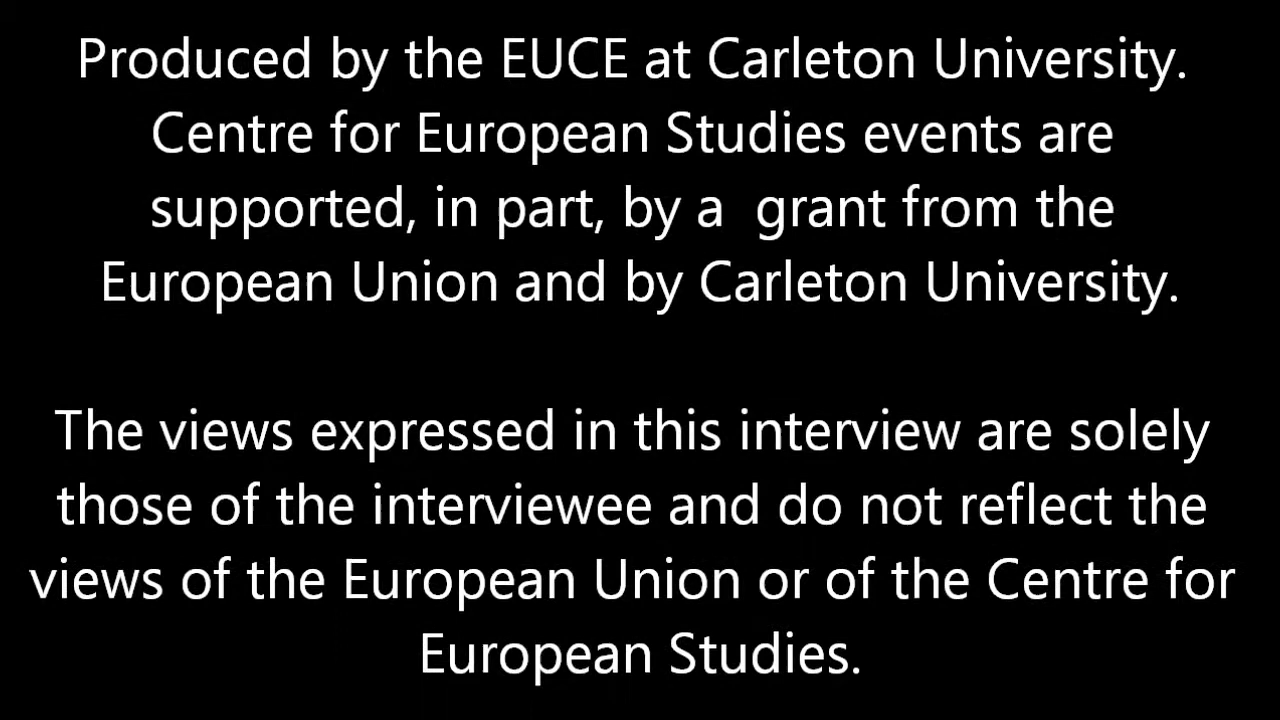 Produced by the EUCE at Carleton University.
Centre for European Studies events are
supported, in part, by a  grant from the
European Union and by Carleton University.
The views expressed in this interview are solely
those of the interviewee and do not reflect the
views of the European Union or of the Centre for
European Studies.